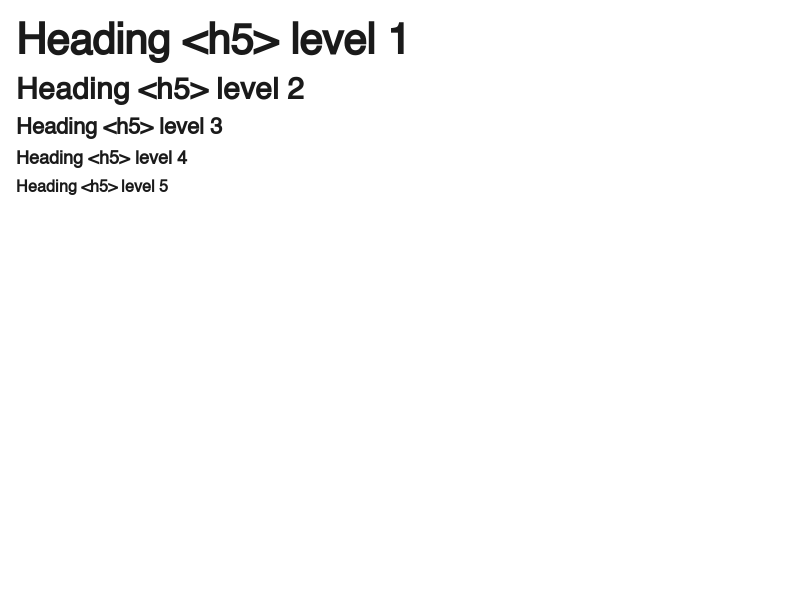 Heading <h5> level 1
Heading <h5> level 2
Heading <h5> level 3
Heading <h5> level 4
Heading <h5> level 5